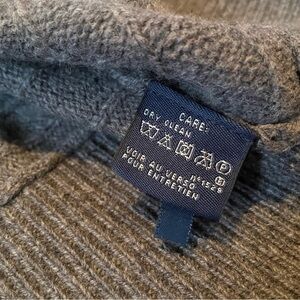 CARE:
DRY CLEAN
P
VOIR AU VERSO
POUR ENTRETIEN